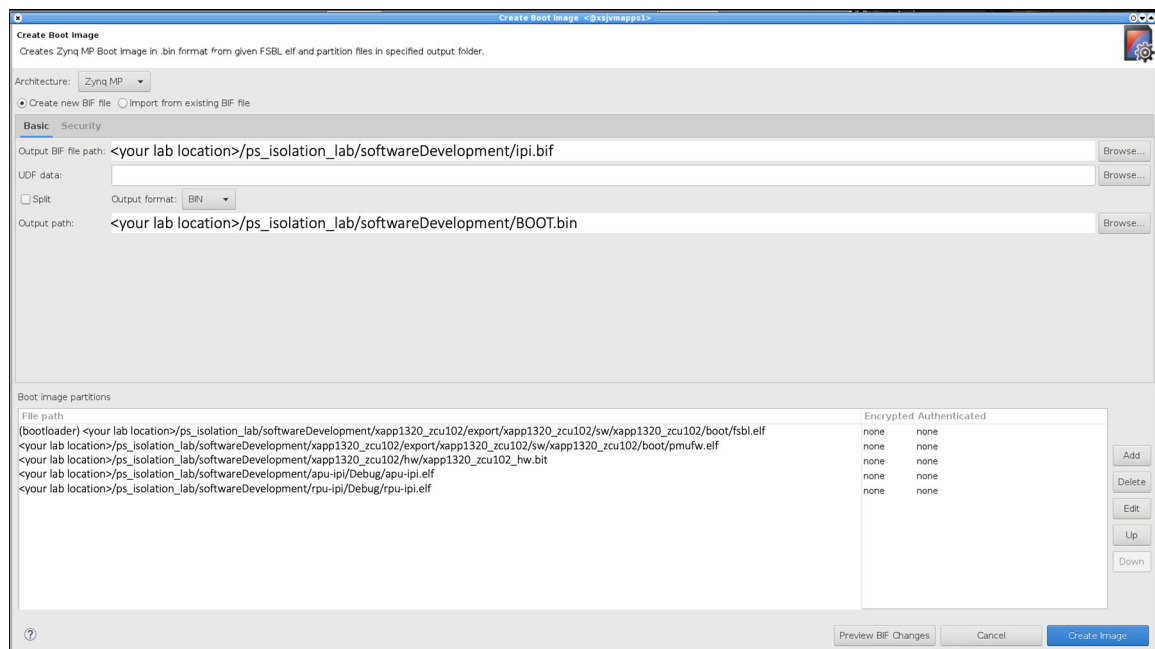 Create Boot Image <@xsjvmapps1>
Create Boot Image
Creates Zynq MP Boot Image in .bin format from given FSBL elf and partition files in specified output folder.
Architecture: Zynq MP
Create new BIF file Import from existing BIF file
Basic Security
Output BIF file path: <your lab location>/ps_isolation_lab/softwareDevelopment/ipi.bif Browse...
UDF data: Browse...
Split Output format: BIN
Output path: <your lab location>/ps_isolation_lab/softwareDevelopment/BOOT.bin Browse...
Boot image partitions
File path Encrypted Authenticated
(bootloader) <your lab location>/ps_isolation_lab/softwareDevelopment/xapp1320_zcu102/export/xapp1320_zcu102/sw/xapp1320_zcu102/boot/fsbl.elf none none
<your lab location>/ps_isolation_lab/softwareDevelopment/xapp1320_zcu102/export/xapp1320_zcu102/sw/xapp1320_zcu102/boot/pmufw.elf none none
<your lab location>/ps_isolation_lab/softwareDevelopment/xapp1320_zcu102/hw/xapp1320_zcu102_hw.bit none none
<your lab location>/ps_isolation_lab/softwareDevelopment/apu-ipi/Debug/apu-ipi.elf none none
<your lab location>/ps_isolation_lab/softwareDevelopment/rpu-ipi/Debug/rpu-ipi.elf none none
Add
Delete
Edit
Up
Down
? Preview BIF Changes Cancel Create Image